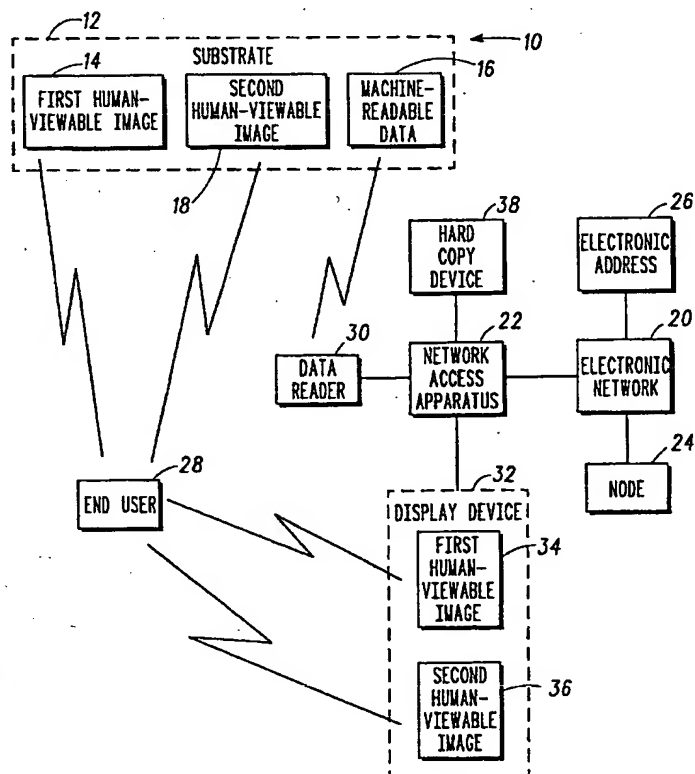 12
10
SUBSTRATE
14
16
FIRST HUMAN-
VIEWABLE IMAGE
SECOND
HUMAN-VIEWABLE
IMAGE
MACHINE-
READABLE
DATA
18
38
26
HARD
COPY
DEVICE
ELECTRONIC
ADDRESS
30
22
20
DATA
READER
NETWORK
ACCESS
APPARATUS
ELECTRONIC
NETWORK
28
24
END USER
NODE
32
DISPLAY DEVICE
34
FIRST
HUMAN-
VIEWABLE
IMAGE
36
SECOND
HUMAN-
VIEWABLE
IMAGE